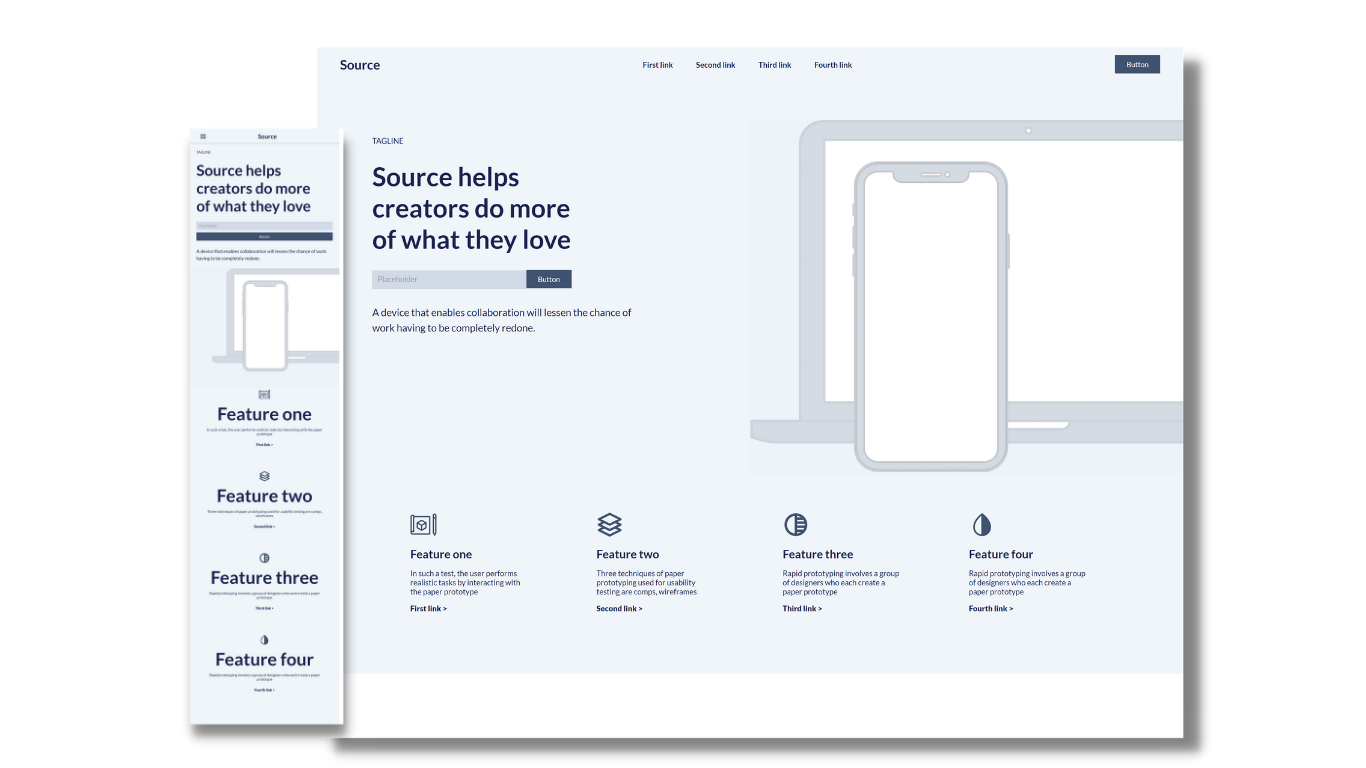 Source
First link
Second link
Third link
Fourth link
Button
TAGLINE
Source helps
creators do more
of what they love
Placeholder
Button
A device that enables collaboration will lessen the chance of
work having to be completely redone.
Feature one
In such a test, the user performs
realistic tasks by interacting with
the paper prototype
First link >
Feature two
Three techniques of paper
prototyping used for usability
testing are comps, wireframes
Second link >
Feature three
Rapid prototyping involves a group
of designers who each create a
paper prototype
Third link >
Feature four
Rapid prototyping involves a group
of designers who each create a
paper prototype
Fourth link >
Source
TAGLINE
Source helps
creators do more
of what they love
Placeholder
Button
A device that enables collaboration will lessen the chance of work
having to be completely redone.
Feature one
In such a test, the user performs realistic tasks by interacting with the paper
prototype
First link >
Feature two
Three techniques of paper prototyping used for usability testing are comps,
wireframes
Second link >
Feature three
Rapid prototyping involves a group of designers who each create a paper
prototype
Third link >
Feature four
Rapid prototyping involves a group of designers who each create a paper
prototype
Fourth link >